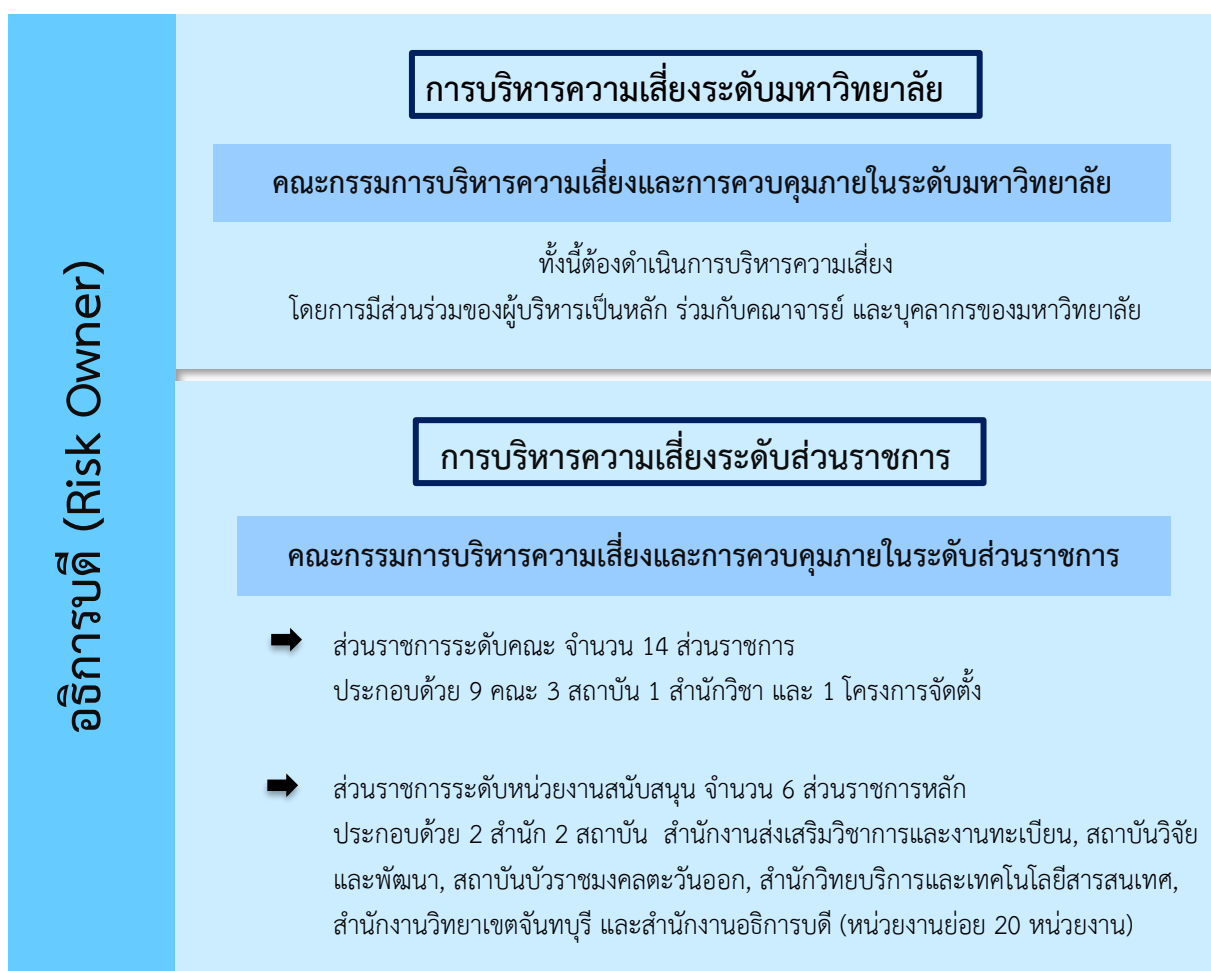 อธิการบดี (Risk Owner)
การบริหารความเสี่ยงระดับมหาวิทยาลัย
คณะกรรมการบริหารความเสี่ยงและการควบคุมภายในระดับมหาวิทยาลัย
ทั้งนี้ต้องดำเนินการบริหารความเสี่ยง
โดยการมีส่วนร่วมของผู้บริหารเป็นหลัก ร่วมกับคณาจารย์ และบุคลากรของมหาวิทยาลัย
การบริหารความเสี่ยงระดับส่วนราชการ
คณะกรรมการบริหารความเสี่ยงและการควบคุมภายในระดับส่วนราชการ
ส่วนราชการระดับคณะ จำนวน 14 ส่วนราชการ
ประกอบด้วย 9 คณะ 3 สถาบัน 1 สำนักวิชา และ 1 โครงการจัดตั้ง
ส่วนราชการระดับหน่วยงานสนับสนุน จำนวน 6 ส่วนราชการหลัก
ประกอบด้วย 2 สำนัก 2 สถาบัน สำนักงานส่งเสริมวิชาการและงานทะเบียน, สถาบันวิจัย
และพัฒนา, สถาบันบัวราชมงคลตะวันออก, สำนักวิทยบริการและเทคโนโลยีสารสนเทศ,
สำนักงานวิทยาเขตจันทบุรี และสำนักงานอธิการบดี (หน่วยงานย่อย 20 หน่วยงาน)